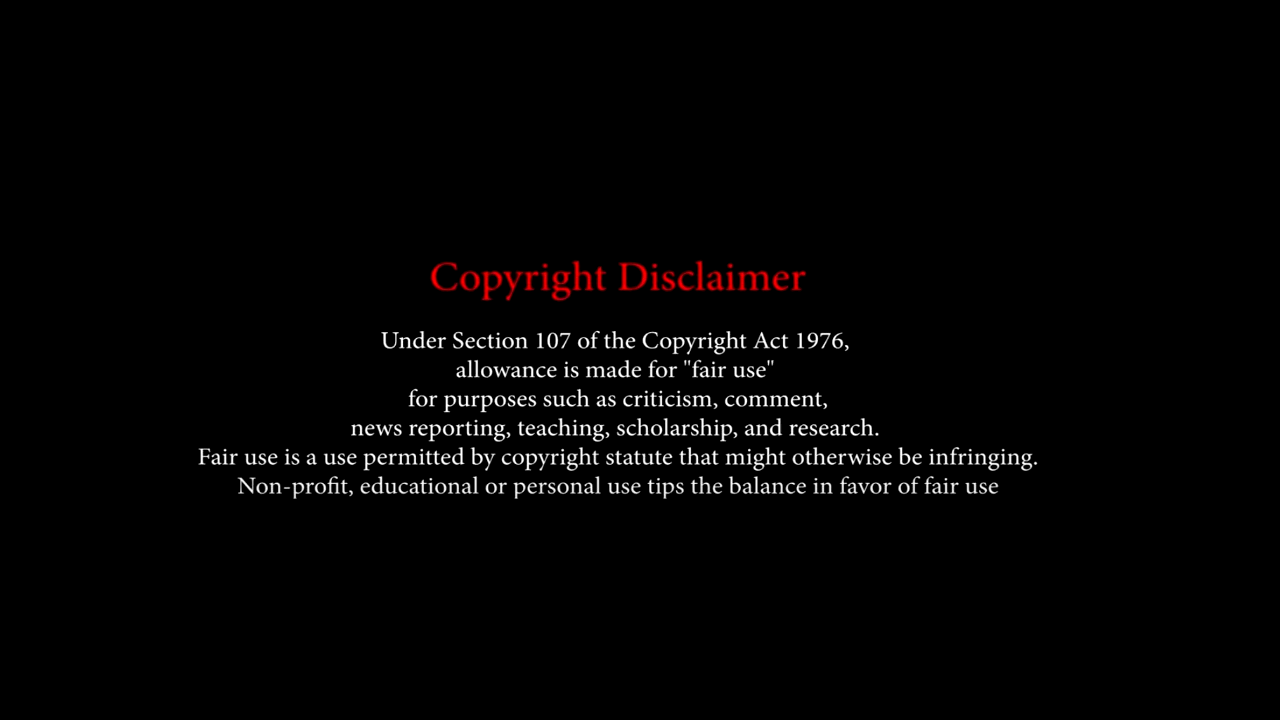 Copyright Disclaimer
Under Section 107 of the Copyright Act 1976,
allowance is made for "fair use"
for purposes such as criticism, comment,
news reporting, teaching, scholarship, and research.
Fair use is a use permitted by copyright statute that might otherwise be infringing.
Non-profit, educational or personal use tips the balance in favor of fair use